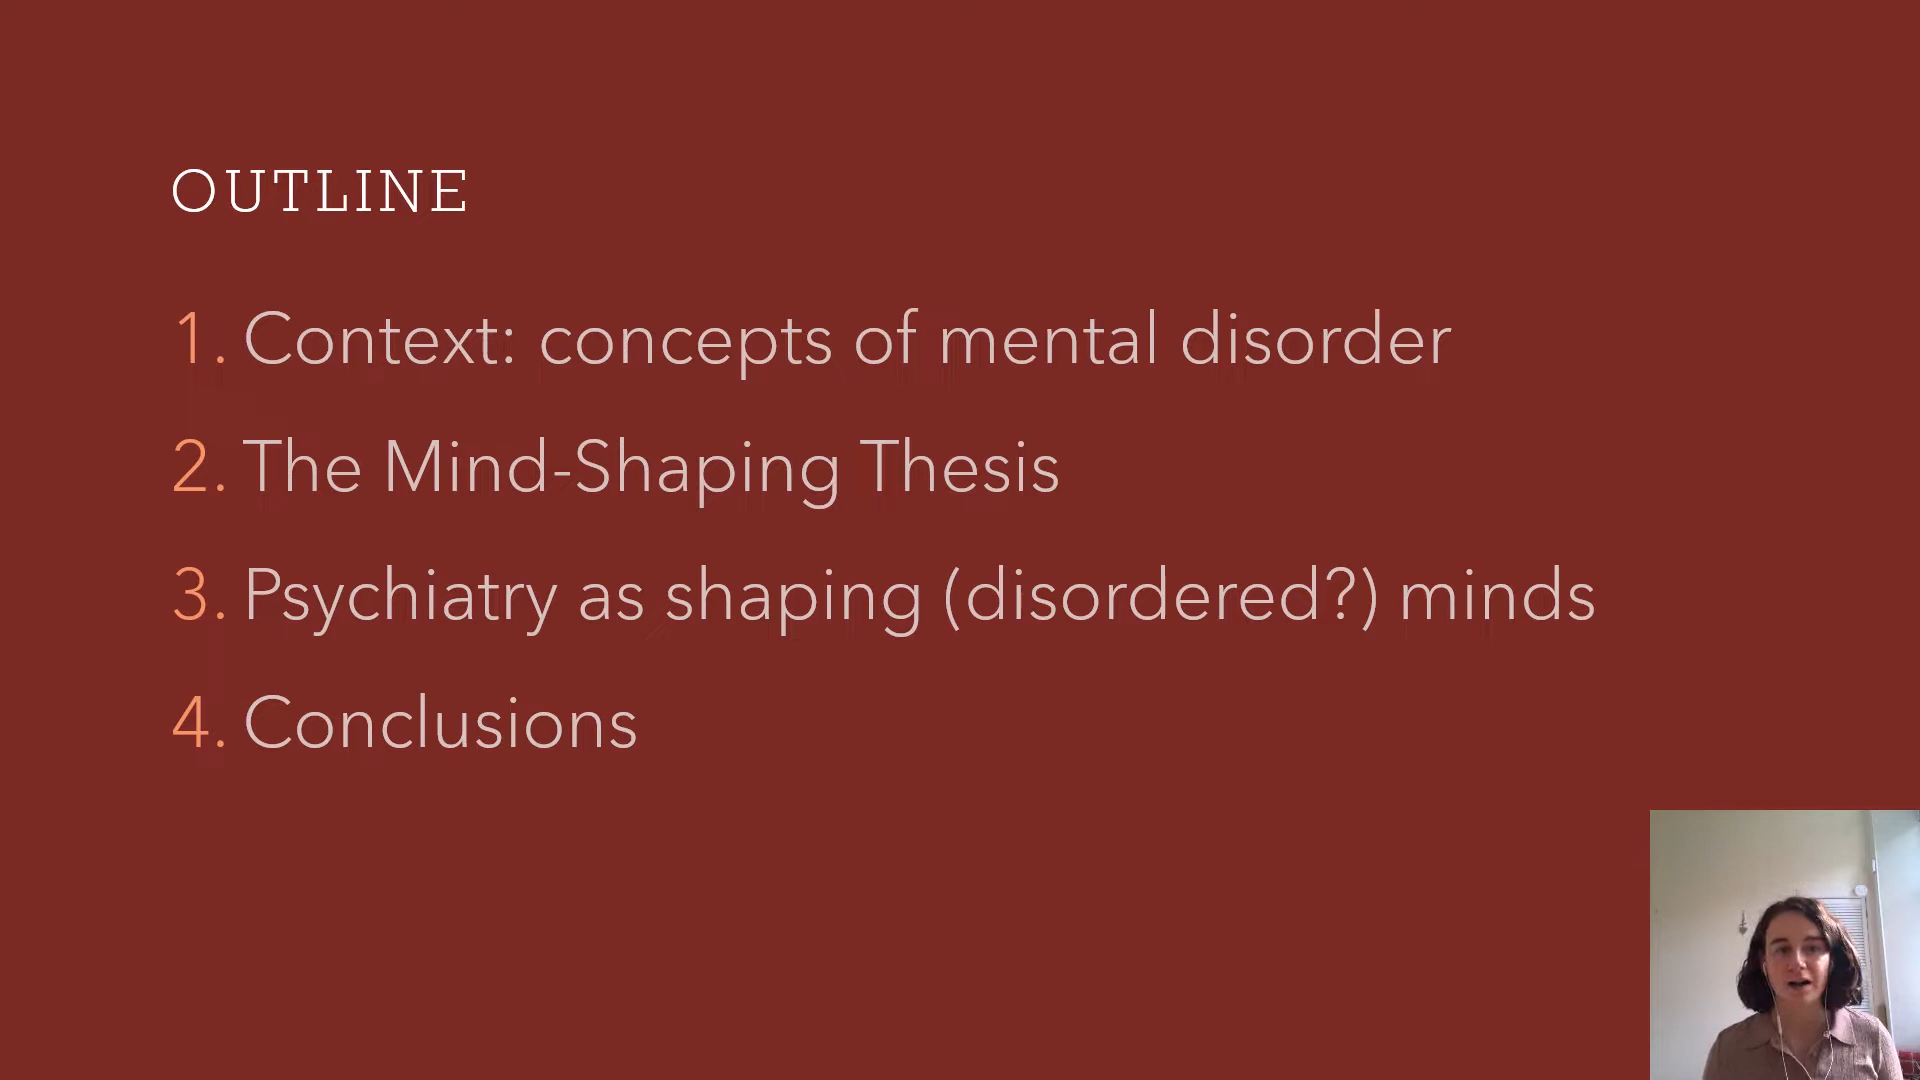 OUTLINE
1. Context: concepts of mental disorder
2. The Mind-Shaping Thesis
3. Psychiatry as shaping (disordered?) minds
4. Conclusions